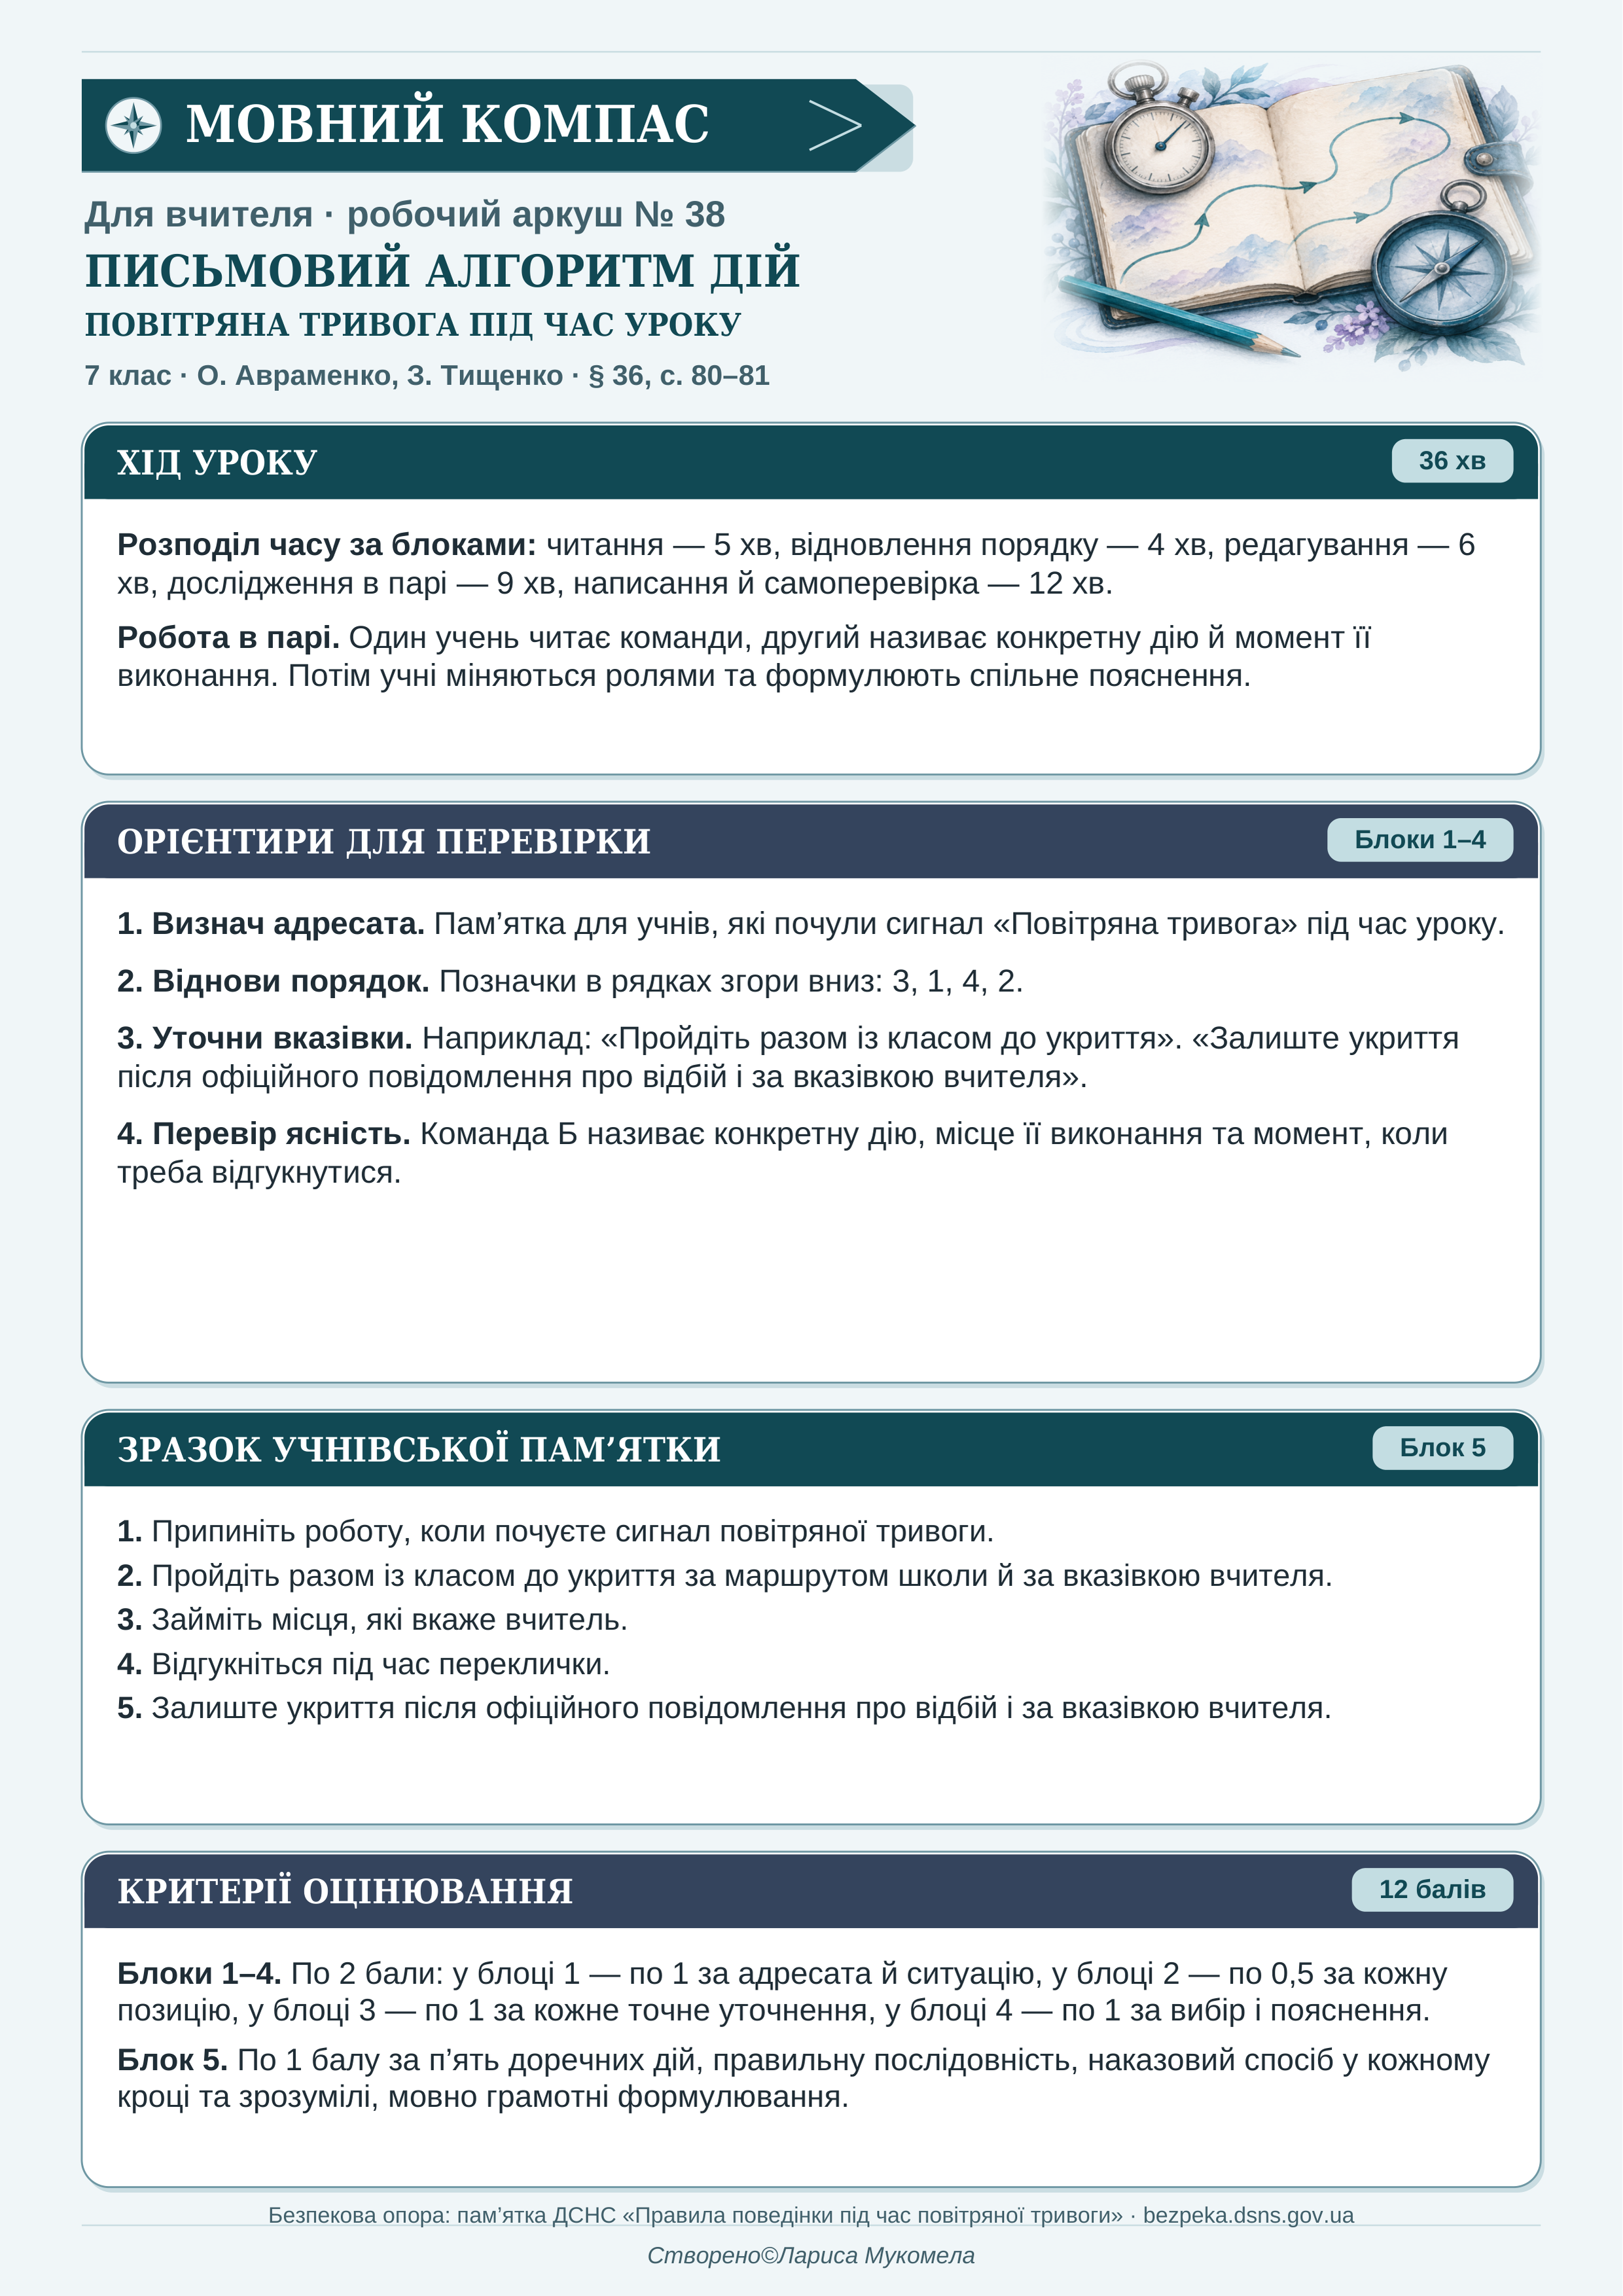 МОВНИЙ КОМПАС
Для вчителя · робочий аркуш № 38
ПИСЬМОВИЙ АЛГОРИТМ ДІЙ
ПОВІТРЯНА ТРИВОГА ПІД ЧАС УРОКУ
7 клас · О. Авраменко, З. Тищенко · § 36, с. 80–81
ХІД УРОКУ
36 хв
Розподіл часу за блоками: читання — 5 хв, відновлення порядку — 4 хв, редагування — 6
хв, дослідження в парі — 9 хв, написання й самоперевірка — 12 хв.
Робота в парі. Один учень читає команди, другий називає конкретну дію й момент її
виконання. Потім учні міняються ролями та формулюють спільне пояснення.
ОРІЄНТИРИ ДЛЯ ПЕРЕВІРКИ
Блоки 1–4
1. Визнач адресата. Пам’ятка для учнів, які почули сигнал «Повітряна тривога» під час уроку.
2. Віднови порядок. Позначки в рядках згори вниз: 3, 1, 4, 2.
3. Уточни вказівки. Наприклад: «Пройдіть разом із класом до укриття». «Залиште укриття
після офіційного повідомлення про відбій і за вказівкою вчителя».
4. Перевір ясність. Команда Б називає конкретну дію, місце її виконання та момент, коли
треба відгукнутися.
ЗРАЗОК УЧНІВСЬКОЇ ПАМ’ЯТКИ
Блок 5
1. Припиніть роботу, коли почуєте сигнал повітряної тривоги.
2. Пройдіть разом із класом до укриття за маршрутом школи й за вказівкою вчителя.
3. Займіть місця, які вкаже вчитель.
4. Відгукніться під час переклички.
5. Залиште укриття після офіційного повідомлення про відбій і за вказівкою вчителя.
КРИТЕРІЇ ОЦІНЮВАННЯ
12 балів
Блоки 1–4. По 2 бали: у блоці 1 — по 1 за адресата й ситуацію, у блоці 2 — по 0,5 за кожну
позицію, у блоці 3 — по 1 за кожне точне уточнення, у блоці 4 — по 1 за вибір і пояснення.
Блок 5. По 1 балу за п’ять доречних дій, правильну послідовність, наказовий спосіб у кожному
кроці та зрозумілі, мовно грамотні формулювання.
Безпекова опора: пам’ятка ДСНС «Правила поведінки під час повітряної тривоги» · bezpeka.dsns.gov.ua
Створено©Лариса Мукомела